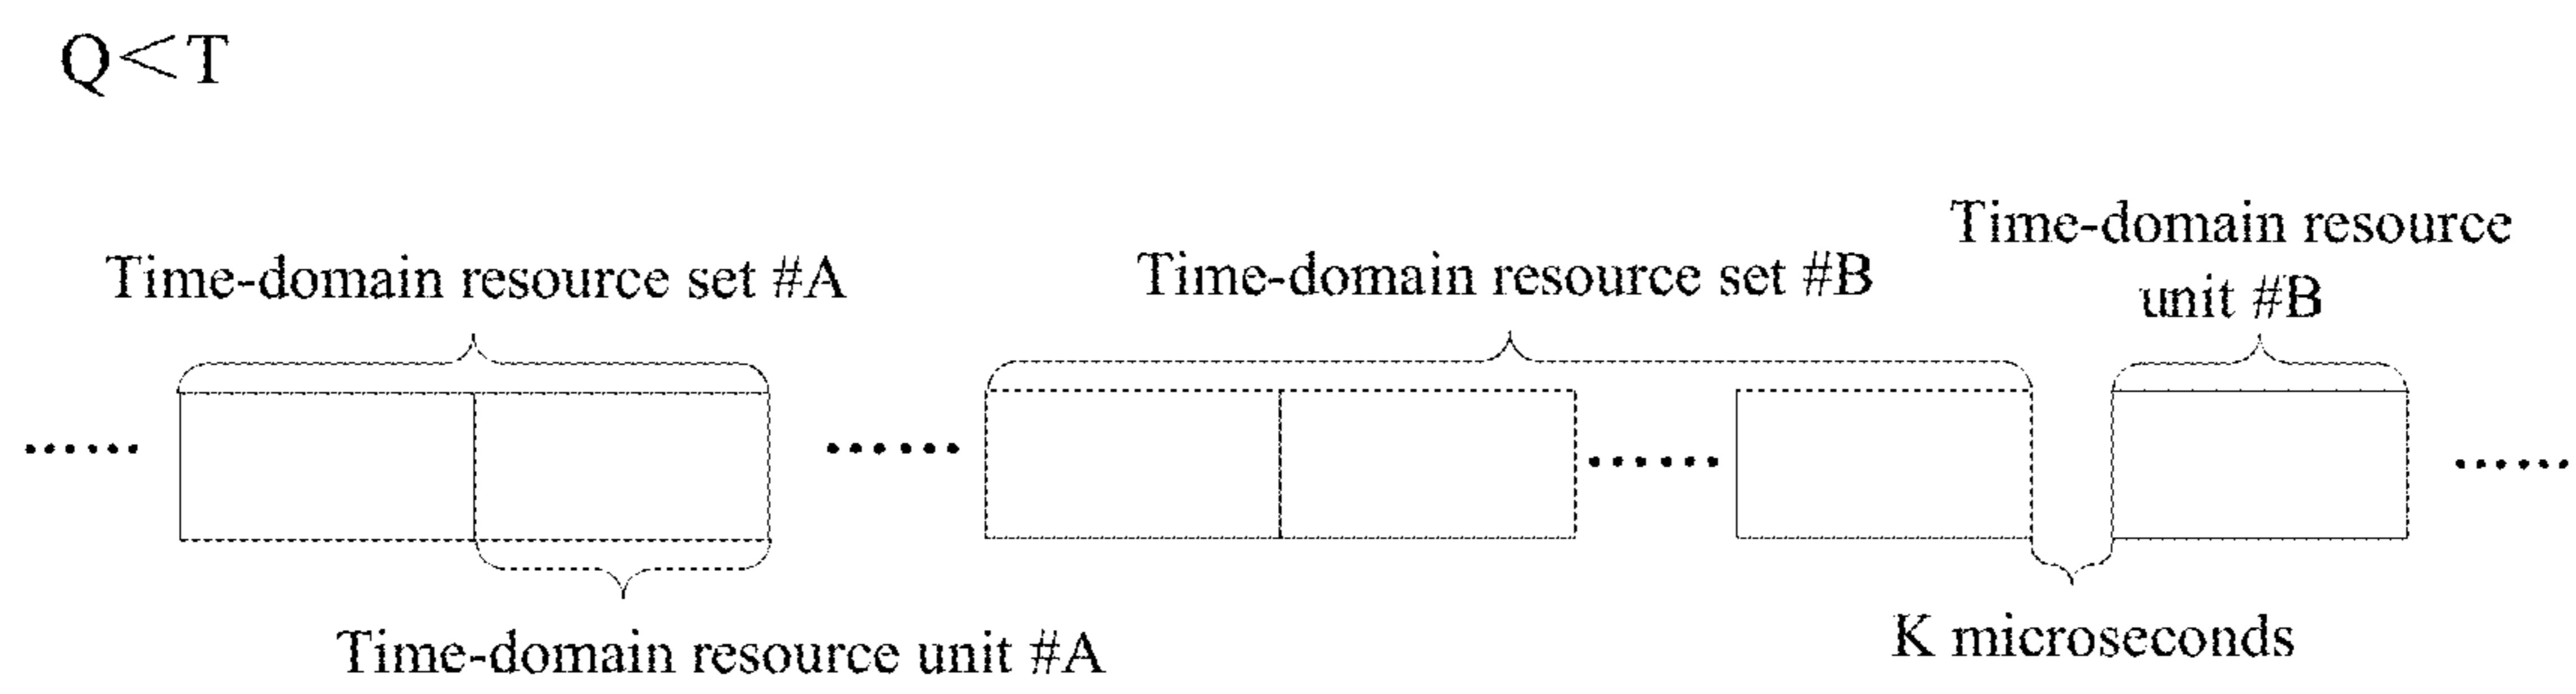 Q<T
Time-domain resource set #A
Time-domain resource set #B
Time-domain resource
unit #B
......
......
......
......
Time-domain resource unit #A
K microseconds